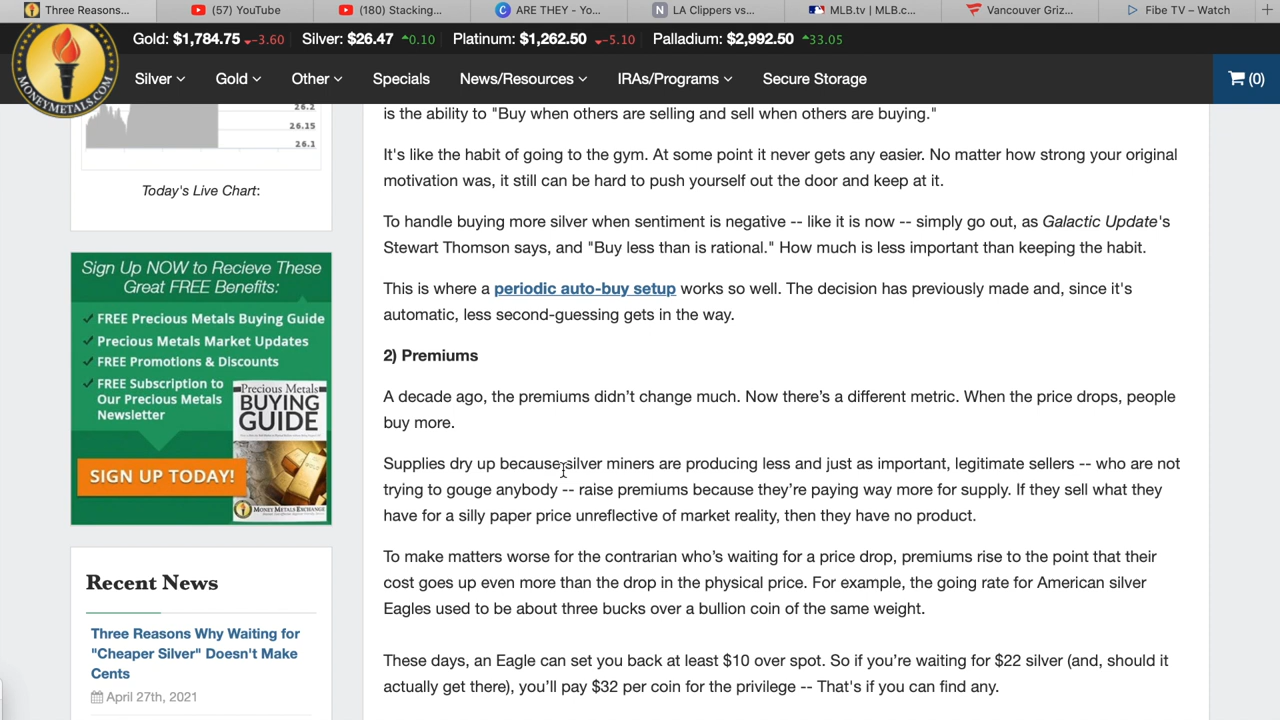 Three Reasons...
(57) YouTube
(180) Stacking...
ARE THEY - Yo...
LA Clippers vs...
MLB.tv | MLB.c...
Vancouver Griz...
Fibe TV – Watch
MONEYMETALS.COM
Gold: $1,784.75 -3.60 Silver: $26.47 0.10 Platinum: $1,262.50 -5.10 Palladium: $2,992.50 33.05
Silver Gold Other Specials News/Resources IRAs/Programs Secure Storage (0)
26.2
26.15
26.1
Today's Live Chart:
Sign Up NOW to Recieve These
Great FREE Benefits:
FREE Precious Metals Buying Guide
Precious Metals Market Updates
FREE Promotions & Discounts
FREE Subscription to
Our Precious Metals
Newsletter
Precious Metals
BUYING
GUIDE
SIGN UP TODAY!
MONEY METALS EXCHANGE
Recent News
Three Reasons Why Waiting for
"Cheaper Silver" Doesn't Make
Cents
April 27th, 2021
is the ability to "Buy when others are selling and sell when others are buying."
It's like the habit of going to the gym. At some point it never gets any easier. No matter how strong your original
motivation was, it still can be hard to push yourself out the door and keep at it.
To handle buying more silver when sentiment is negative -- like it is now -- simply go out, as Galactic Update's
Stewart Thomson says, and "Buy less than is rational." How much is less important than keeping the habit.
This is where a periodic auto-buy setup works so well. The decision has previously made and, since it's
automatic, less second-guessing gets in the way.
2) Premiums
A decade ago, the premiums didn’t change much. Now there’s a different metric. When the price drops, people
buy more.
Supplies dry up because silver miners are producing less and just as important, legitimate sellers -- who are not
trying to gouge anybody -- raise premiums because they’re paying way more for supply. If they sell what they
have for a silly paper price unreflective of market reality, then they have no product.
To make matters worse for the contrarian who’s waiting for a price drop, premiums rise to the point that their
cost goes up even more than the drop in the physical price. For example, the going rate for American silver
Eagles used to be about three bucks over a bullion coin of the same weight.
These days, an Eagle can set you back at least $10 over spot. So if you’re waiting for $22 silver (and, should it
actually get there), you’ll pay $32 per coin for the privilege -- That's if you can find any.